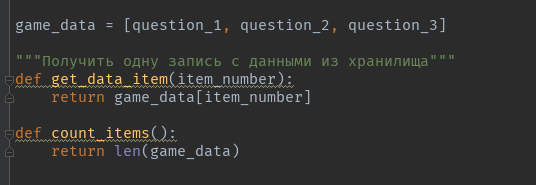 game_data = [question_1, question_2, question_3]
"""Получить одну запись с данными из хранилища"""
def get_data_item(item_number):
    return game_data[item_number]
def count_items():
    return len(game_data)